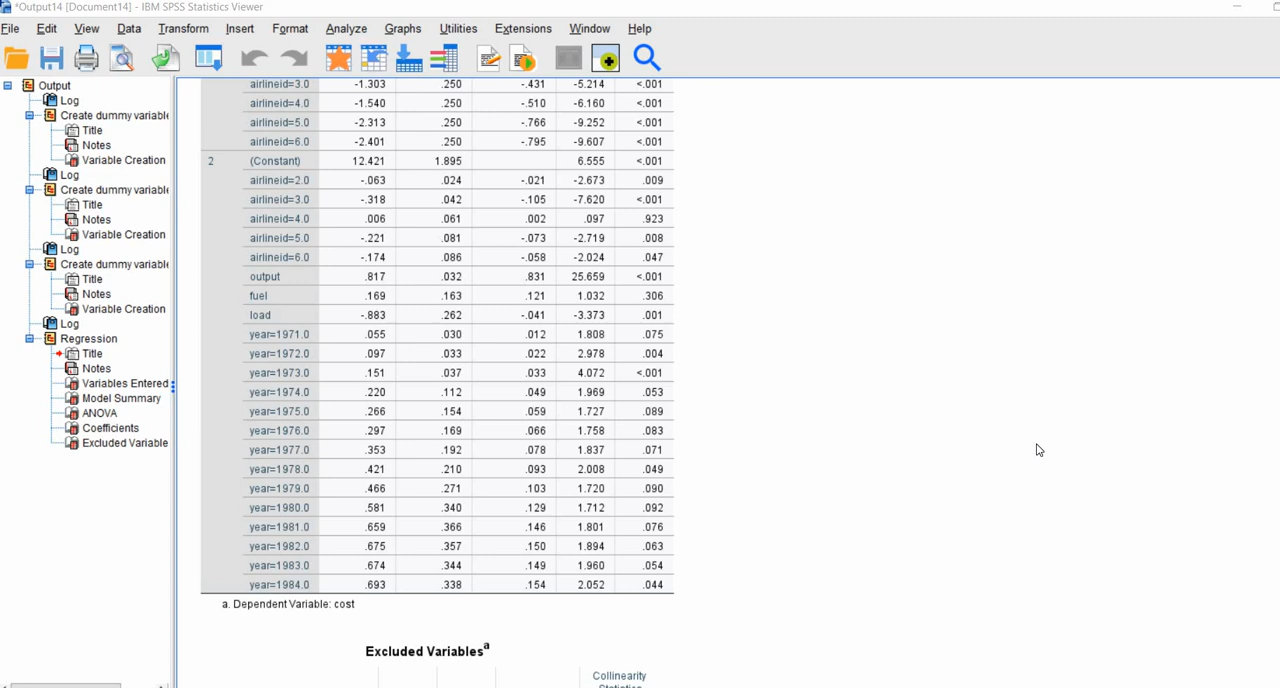 *Output14 [Document14] - IBM SPSS Statistics Viewer
File Edit View Data Transform Insert Format Analyze Graphs Utilities Extensions Window Help
Output
Log
Create dummy variable
Title
Notes
Variable Creation
Log
Create dummy variable
Title
Notes
Variable Creation
Log
Create dummy variable
Title
Notes
Variable Creation
Log
Regression
Title
Notes
Variables Entered
Model Summary
ANOVA
Coefficients
Excluded Variable
airlineid=3.0 -1.303 .250 -.431 -5.214 <.001
airlineid=4.0 -1.540 .250 -.510 -6.160 <.001
airlineid=5.0 -2.313 .250 -.766 -9.252 <.001
airlineid=6.0 -2.401 .250 -.795 -9.607 <.001
2 (Constant) 12.421 1.895 6.555 <.001
airlineid=2.0 -.063 .024 -.021 -2.673 .009
airlineid=3.0 -.318 .042 -.105 -7.620 <.001
airlineid=4.0 .006 .061 .002 .097 .923
airlineid=5.0 -.221 .081 -.073 -2.719 .008
airlineid=6.0 -.174 .086 -.058 -2.024 .047
output .817 .032 .831 25.659 <.001
fuel .169 .163 .121 1.032 .306
load -.883 .262 -.041 -3.373 .001
year=1971.0 .055 .030 .012 1.808 .075
year=1972.0 .097 .033 .022 2.978 .004
year=1973.0 .151 .037 .033 4.072 <.001
year=1974.0 .220 .112 .049 1.969 .053
year=1975.0 .266 .154 .059 1.727 .089
year=1976.0 .297 .169 .066 1.758 .083
year=1977.0 .353 .192 .078 1.837 .071
year=1978.0 .421 .210 .093 2.008 .049
year=1979.0 .466 .271 .103 1.720 .090
year=1980.0 .581 .340 .129 1.712 .092
year=1981.0 .659 .366 .146 1.801 .076
year=1982.0 .675 .357 .150 1.894 .063
year=1983.0 .674 .344 .149 1.960 .054
year=1984.0 .693 .338 .154 2.052 .044
a. Dependent Variable: cost
Excluded Variablesa
Collinearity
Statistics